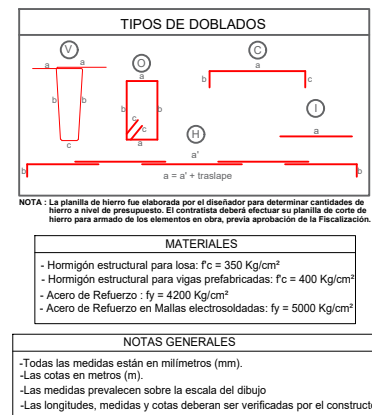 TIPOS DE DOBLADOS
V O C
a a a a
b b b b b c
c c c a I
a
H
a'
b b
a = a' + traslape
NOTA : La planilla de hierro fue elaborada por el diseñador para determinar cantidades de
hierro a nivel de presupuesto. El contratista deberá efectuar su planilla de corte de
hierro para armado de los elementos en obra, previa aprobación de la Fiscalización.
MATERIALES
- Hormigón estructural para losa: f'c = 350 Kg/cm²
- Hormigón estructural para vigas prefabricadas: f'c = 400 Kg/cm²
- Acero de Refuerzo : fy = 4200 Kg/cm²
- Acero de Refuerzo en Mallas electrosoldadas: fy = 5000 Kg/cm²
NOTAS GENERALES
-Todas las medidas están en milímetros (mm).
-Las cotas en metros (m).
-Las medidas prevalecen sobre la escala del dibujo
-Las longitudes, medidas y cotas deberan ser verificadas por el construct